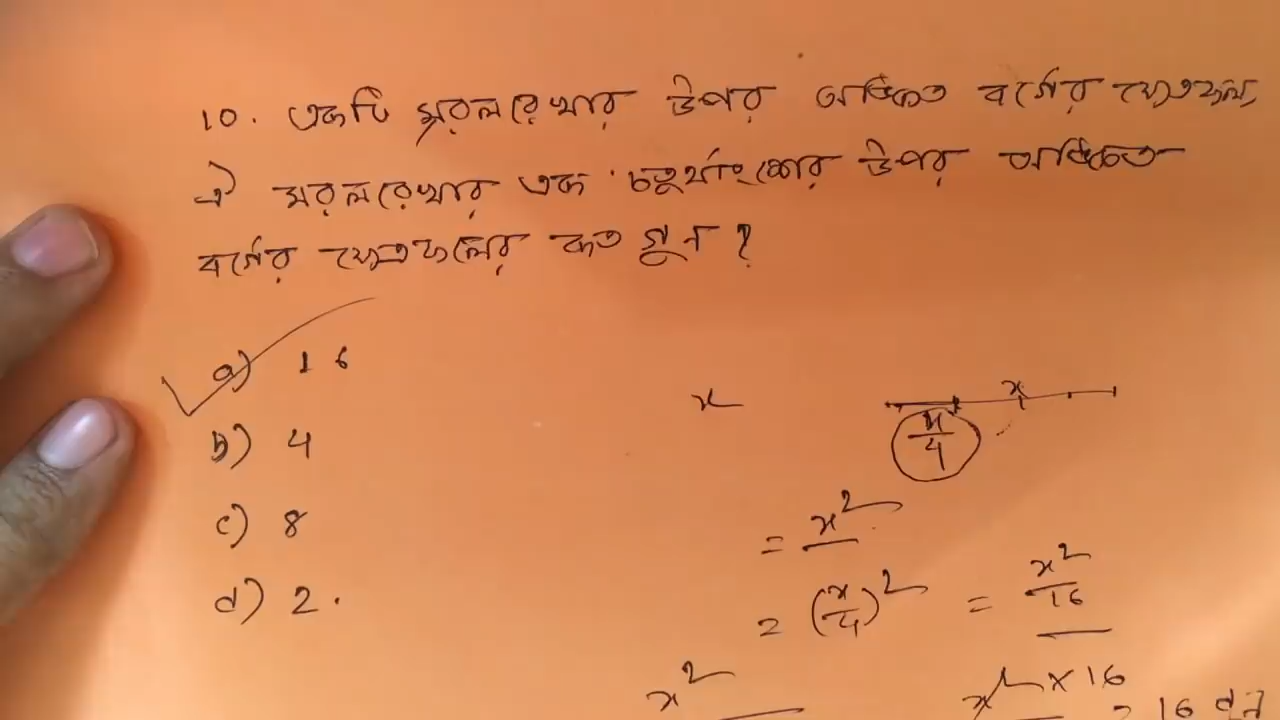 10. একটি সরলরেখার উপর অঙ্কিত বর্গের ক্ষেত্রফল,
ঐ সরলরেখার এক চতুর্থাংশের উপর অঙ্কিত
বর্গের ক্ষেত্রফলের কত গুন ?
a) 16
b) 4
c) 8
d) 2.
x
x
x/4
= x²
= (x/4)² = x²/16
x²
x² × 16
= 16